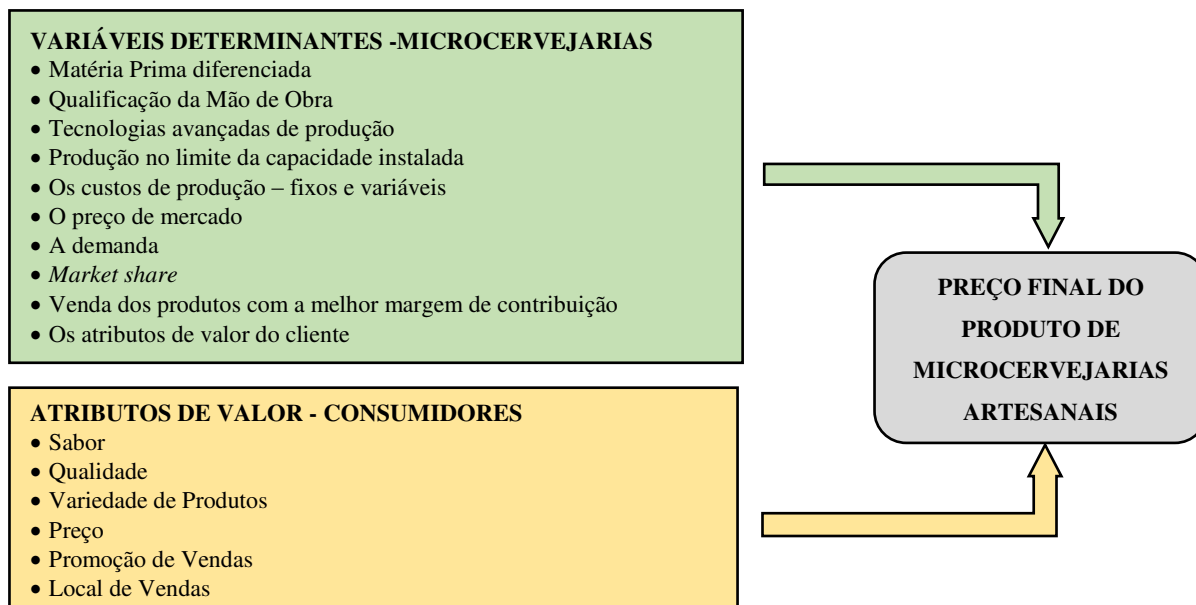 VARIÁVEIS DETERMINANTES -MICROCERVEJARIAS
• Matéria Prima diferenciada
• Qualificação da Mão de Obra
• Tecnologias avançadas de produção
• Produção no limite da capacidade instalada
• Os custos de produção – fixos e variáveis
• O preço de mercado
• A demanda
• Market share
• Venda dos produtos com a melhor margem de contribuição
• Os atributos de valor do cliente
PREÇO FINAL DO
PRODUTO DE
MICROCERVEJARIAS
ARTESANAIS
ATRIBUTOS DE VALOR - CONSUMIDORES
• Sabor
• Qualidade
• Variedade de Produtos
• Preço
• Promoção de Vendas
• Local de Vendas